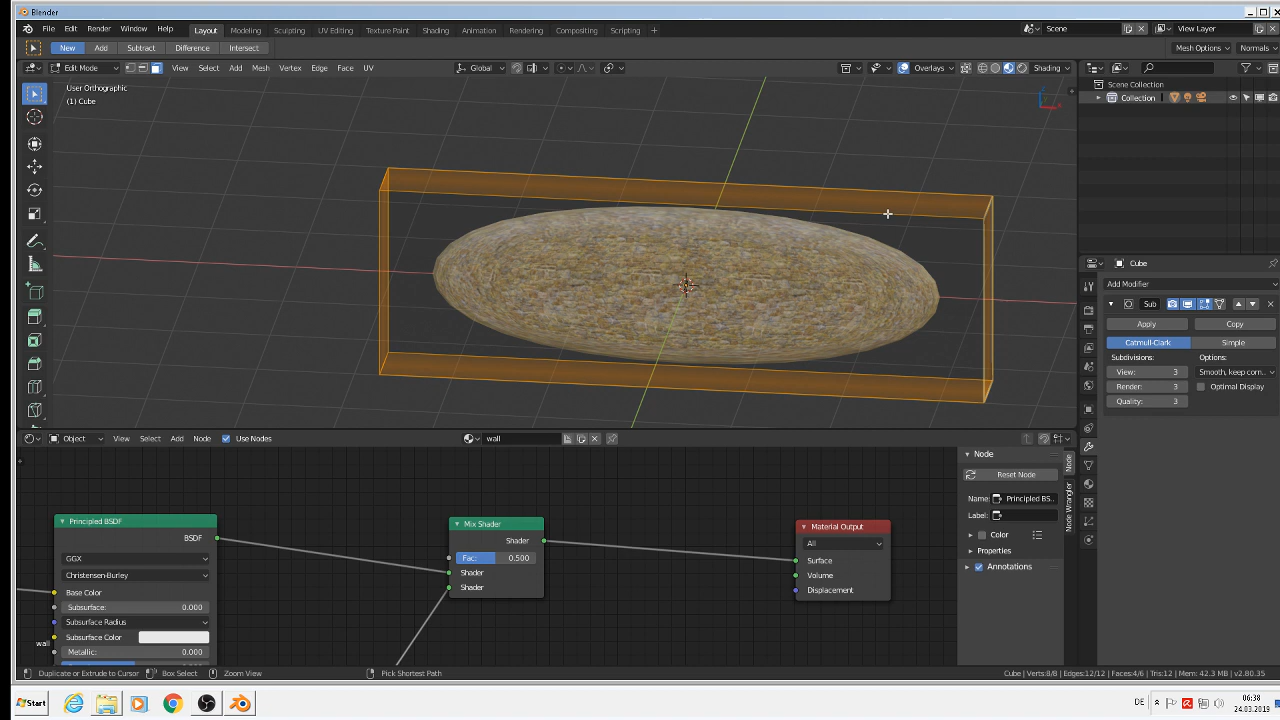 Blender
File Edit Render Window Help Layout Modeling Sculpting UV Editing Texture Paint Shading Animation Rendering Compositing Scripting + Scene View Layer
New Add Subtract Difference Intersect Mesh Options Normals
Edit Mode View Select Add Mesh Vertex Edge Face UV Global Overlays Shading
User Orthographic
(1) Cube
Scene Collection
Collection
Cube
Add Modifier
Sub
Apply Copy
Catmull-Clark Simple
Subdivisions: Options:
View: 3 Smooth, keep corn..
Render: 3 Optimal Display
Quality: 3
Object View Select Add Node Use Nodes wall
Node
Reset Node
Name: Principled BS..
Label:
Color
Properties
Annotations
Node
Node Wrangler
Principled BSDF
BSDF
GGX
Christensen-Burley
Base Color
Subsurface: 0.000
Subsurface Radius
Subsurface Color
Metallic: 0.000
wall
Mix Shader
Shader
Fac: 0.500
Shader
Shader
Material Output
All
Surface
Volume
Displacement
Duplicate or Extrude to Cursor Box Select Zoom View Pick Shortest Path Cube | Verts:8/8 | Edges:12/12 | Faces:4/6 | Tris:12 | Mem: 42.3 MB | v2.80.35
Start DE 06:38
24.03.2019